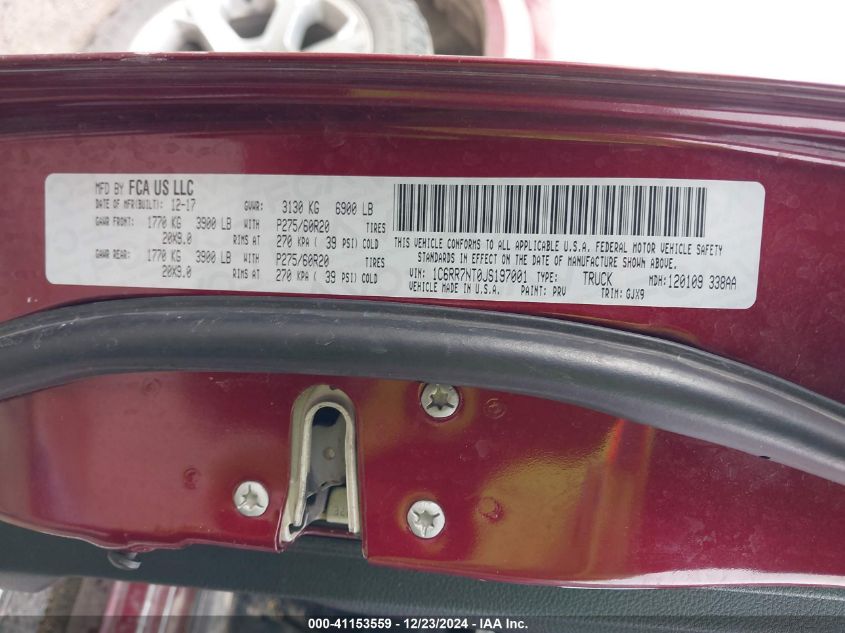 MFD BY FCA US LLC
DATE OF MFR(BUILT): 12-17 GVWR: 3130 KG 6900 LB
GAWR FRONT: 1770 KG 3900 LB WITH P275/60R20 TIRES
20X9.0 RIMS AT 270 KPA ( 39 PSI) COLD
GAWR REAR: 1770 KG 3900 LB WITH P275/60R20 TIRES
20X9.0 RIMS AT 270 KPA ( 39 PSI) COLD
THIS VEHICLE CONFORMS TO ALL APPLICABLE U.S.A. FEDERAL MOTOR VEHICLE SAFETY
STANDARDS IN EFFECT ON THE DATE OF MANUFACTURE SHOWN ABOVE.
VIN: 1C6RR7NT0JS197001 TYPE: TRUCK MDH: 120109 338AA
VEHICLE MADE IN U.S.A. PAINT: PRV TRIM: GJX9
000-41153559 - 12/23/2024 - IAA Inc.